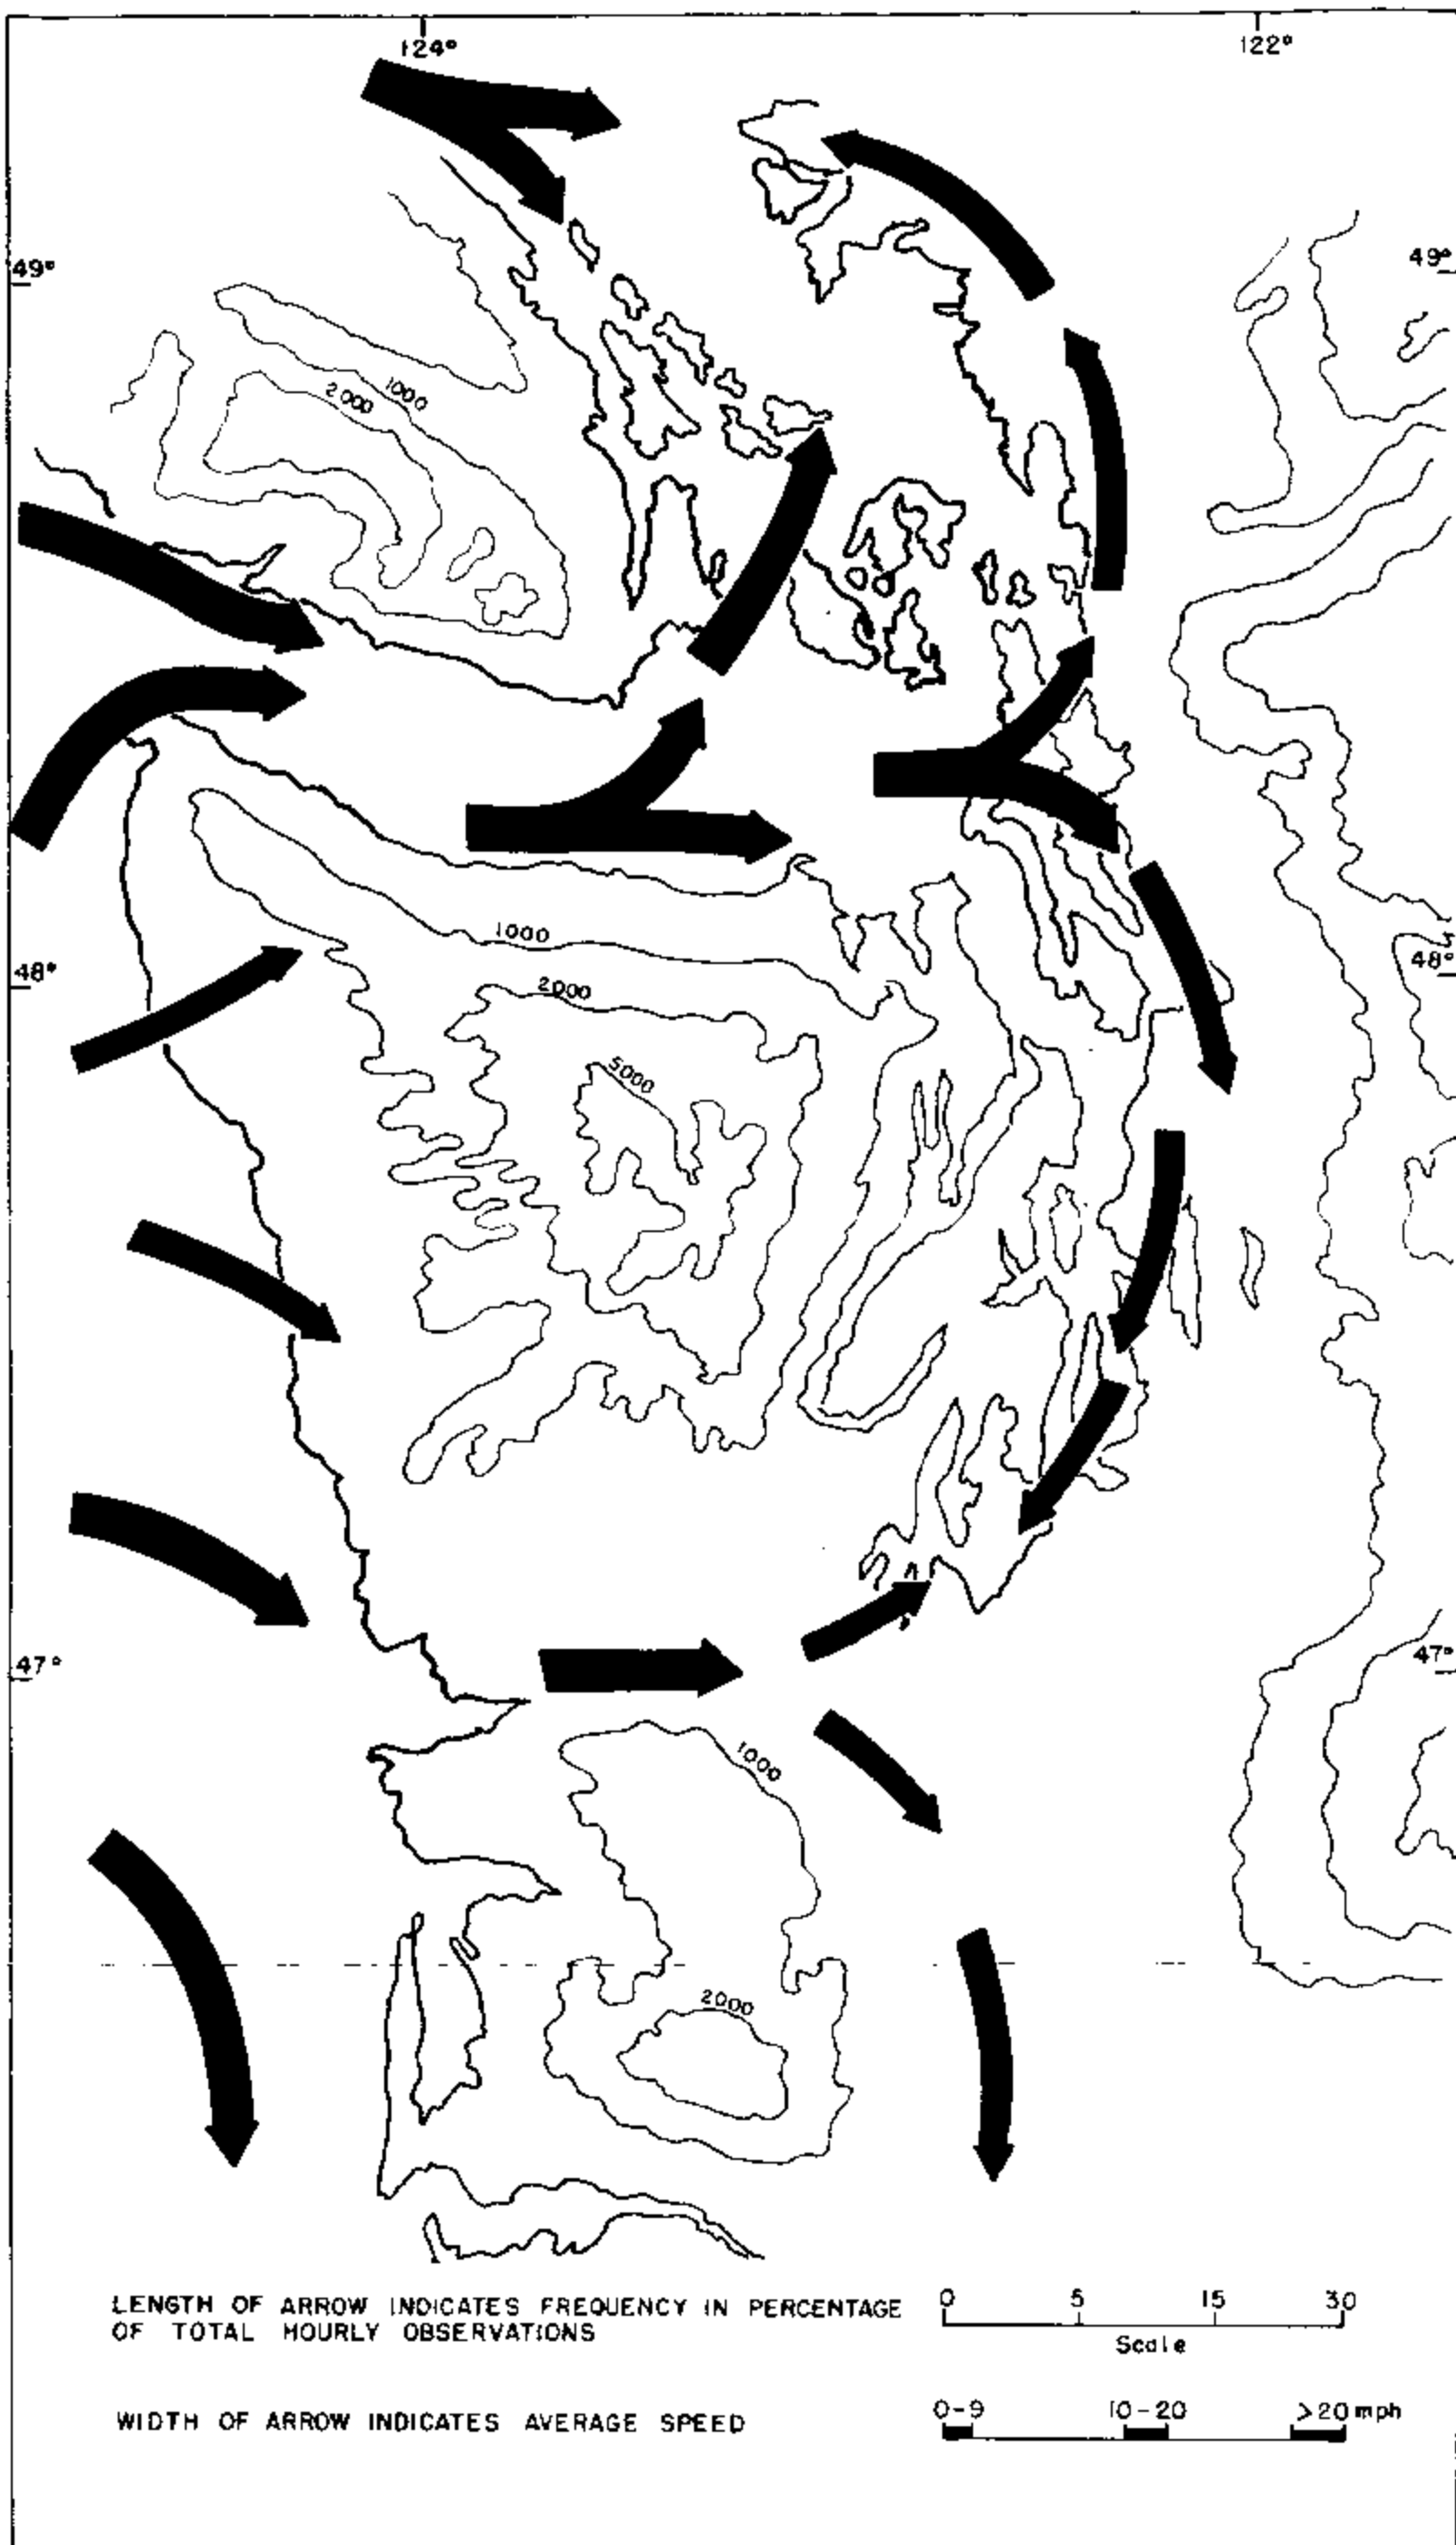 124° 122°
49° 49°
1000
2000
1000
48° 48°
2000
5000
47° 47°
1000
2000
LENGTH OF ARROW INDICATES FREQUENCY IN PERCENTAGE
OF TOTAL HOURLY OBSERVATIONS
0 5 15 30
Scale
WIDTH OF ARROW INDICATES AVERAGE SPEED
0-9 10-20 >20 mph